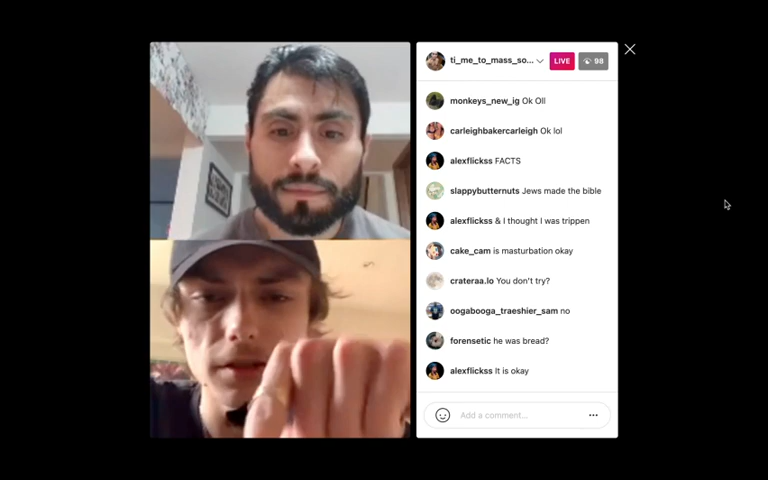 ti_me_to_mass_so...
LIVE
98
monkeys_new_ig Ok Oll
carleighbakercarleigh Ok lol
alexflickss FACTS
slappybutternuts Jews made the bible
alexflickss & I thought I was trippen
cake_cam is masturbation okay
crateraa.lo You don't try?
oogabooga_traeshier_sam no
forensetic he was bread?
alexflickss It is okay
Add a comment...